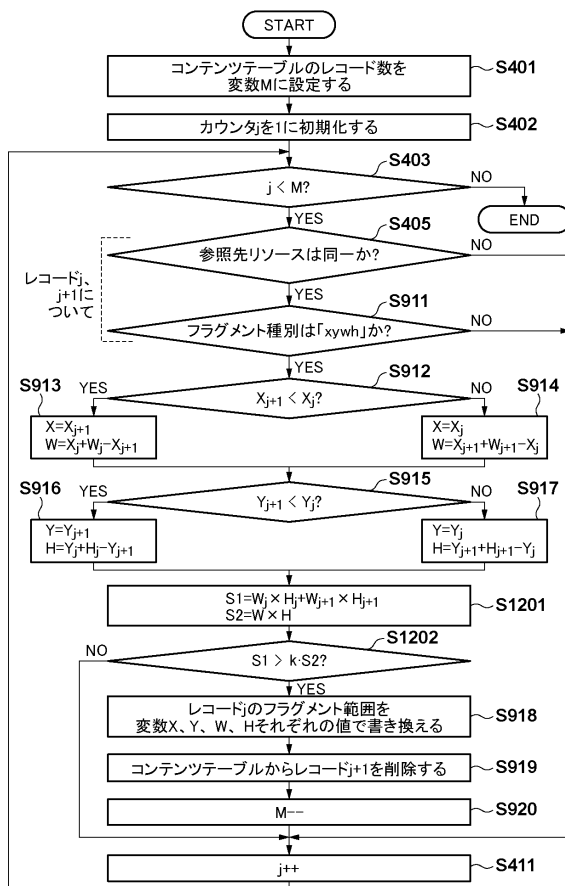 START
コンテンツテーブルのレコード数を
変数Mに設定する
S401
カウンタjを1に初期化する
S402
S403
j < M?
NO
END
YES
S405
参照先リソースは同一か?
NO
レコードj、
j+1に
ついて
YES
S911
フラグメント種別は「xywh」か?
NO
YES
S912
S913
YES
Xj+1 < Xj?
NO
S914
X=Xj+1
W=Xj+Wj-Xj+1
X=Xj
W=Xj+1+Wj+1-Xj
S915
S916
YES
Yj+1 < Yj?
NO
S917
Y=Yj+1
H=Yj+Hj-Yj+1
Y=Yj
H=Yj+1+Hj+1-Yj
S1=Wj×Hj+Wj+1×Hj+1
S2=W×H
S1201
S1202
NO
S1 > k·S2?
YES
レコードjのフラグメント範囲を
変数X、Y、W、Hそれぞれの値で書き換える
S918
コンテンツテーブルからレコードj+1を削除する
S919
M--
S920
j++
S411